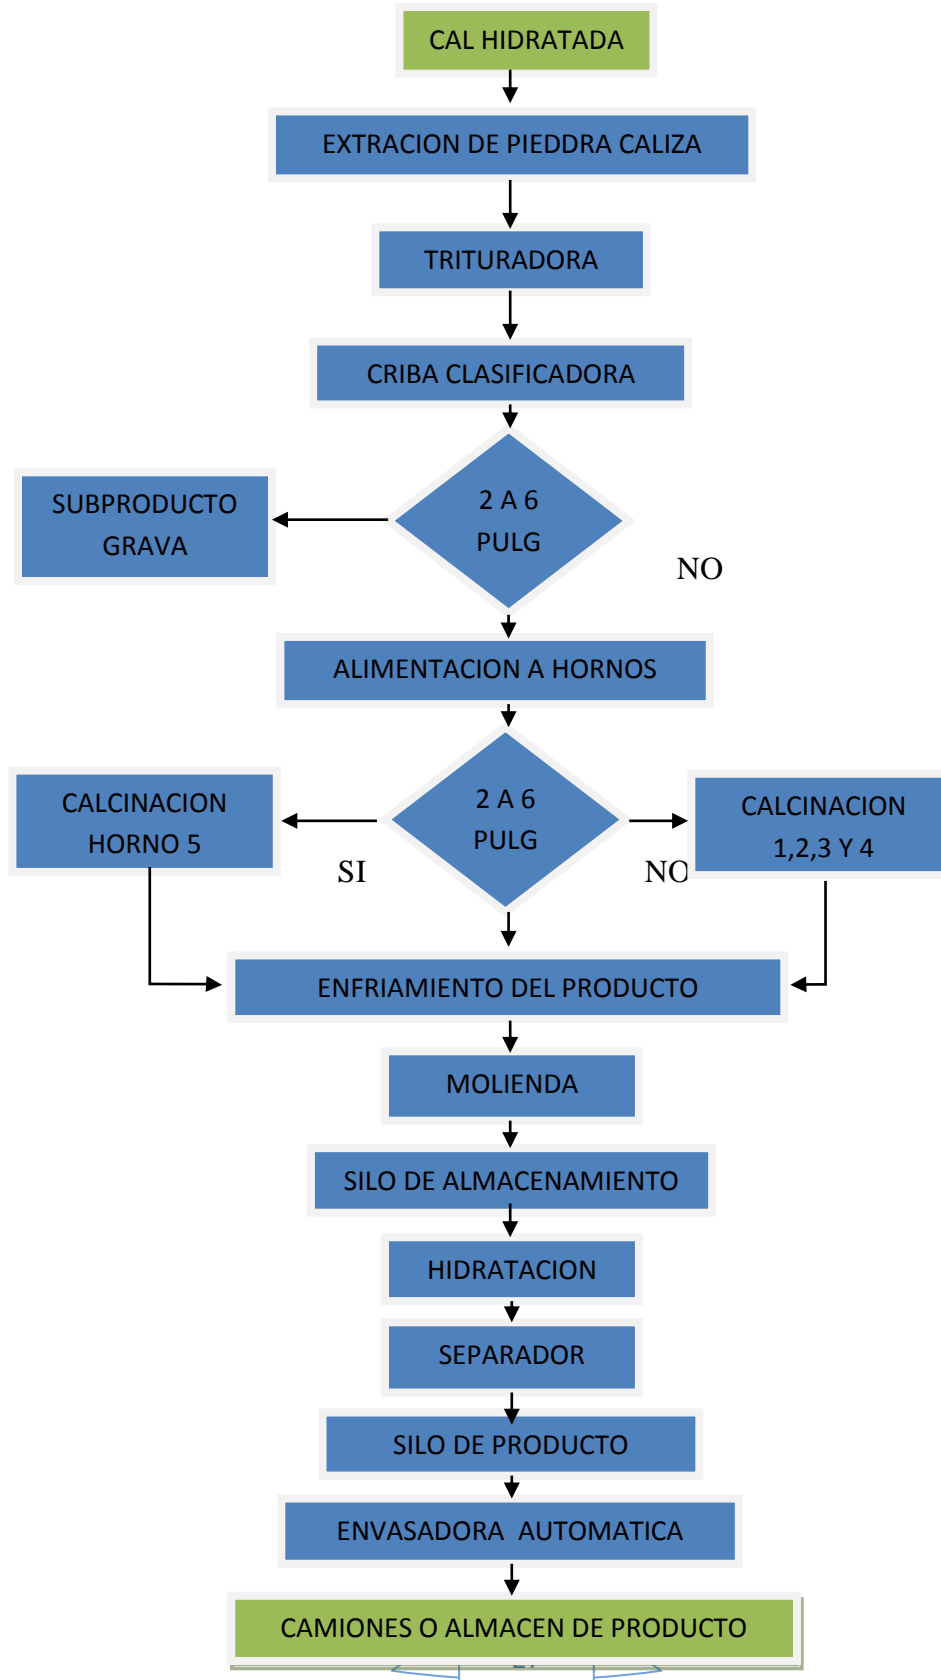 CAL HIDRATADA
EXTRACION DE PIEDDRA CALIZA
TRITURADORA
CRIBA CLASIFICADORA
2 A 6
PULG
SUBPRODUCTO
GRAVA
NO
ALIMENTACION A HORNOS
2 A 6
PULG
CALCINACION
HORNO 5
SI
NO
CALCINACION
1,2,3 Y 4
ENFRIAMIENTO DEL PRODUCTO
MOLIENDA
SILO DE ALMACENAMIENTO
HIDRATACION
SEPARADOR
SILO DE PRODUCTO
ENVASADORA  AUTOMATICA
CAMIONES O ALMACEN DE PRODUCTO